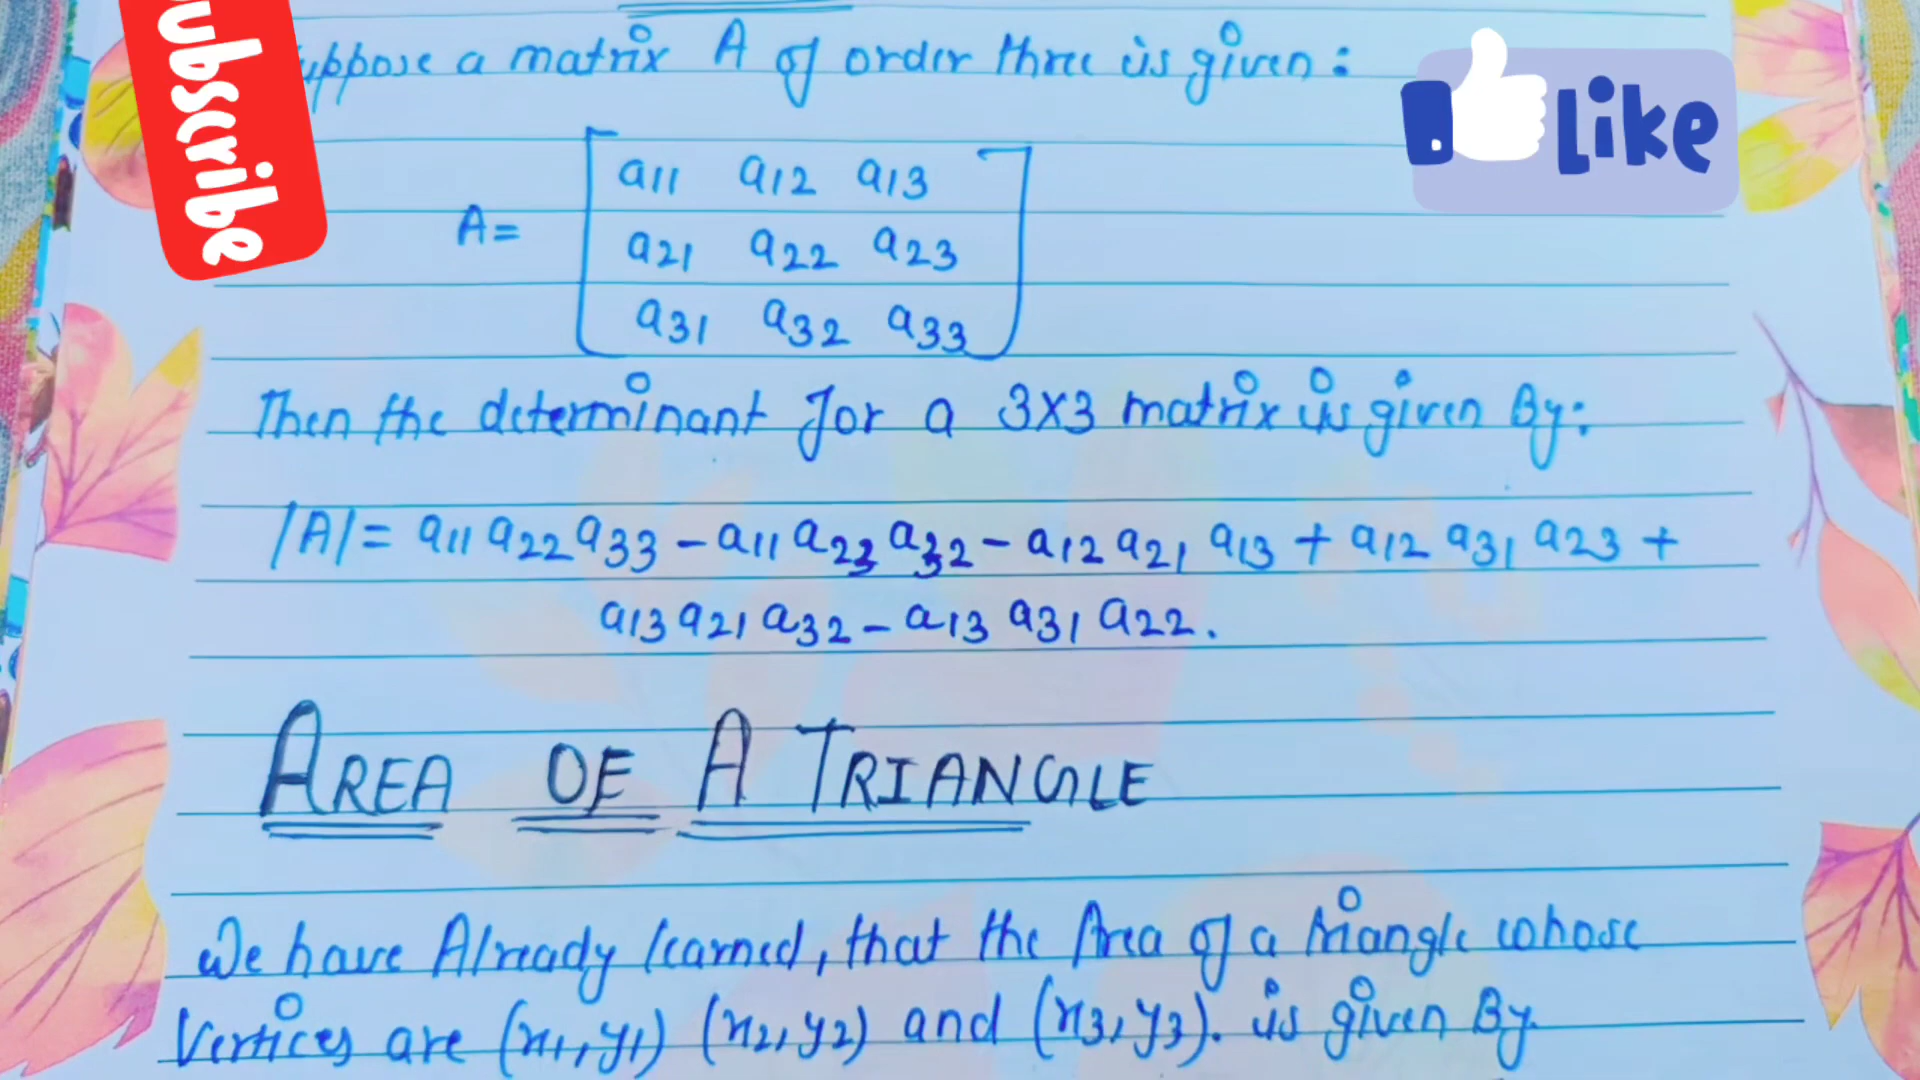 ubscribe
uppose a matrix A of order three is given:
Like
a11 a12 a13
A= a21 a22 a23
a31 a32 a33
Then the determinant for a 3x3 matrix is given By:
|A|= a11 a22 a33 - a11 a23 a32 - a12 a21 a13 + a12 a31 a23 +
a13 a21 a32 - a13 a31 a22.
AREA OF A TRIANGLE
We have Already learned, that the Area of a triangle whose
Vertices are (x1, y1) (x2, y2) and (x3, y3). is given By